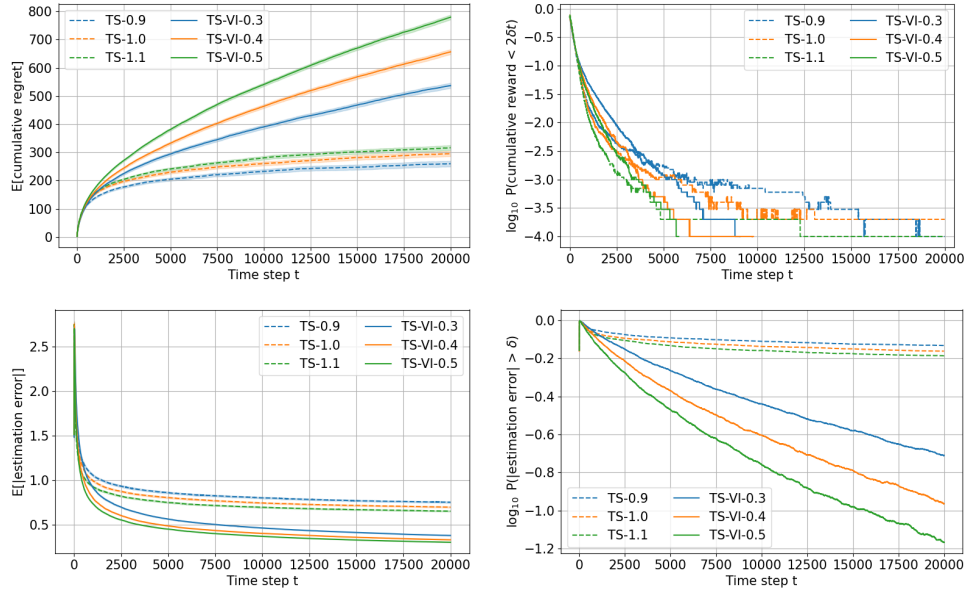 E[cumulative regret]
800
700
600
500
400
300
200
100
0
TS-0.9 TS-VI-0.3
TS-1.0 TS-VI-0.4
TS-1.1 TS-VI-0.5
0 2500 5000 7500 10000 12500 15000 17500 20000
Time step t
log₁₀ P(cumulative reward < 2δt)
0.0
−0.5
−1.0
−1.5
−2.0
−2.5
−3.0
−3.5
−4.0
TS-0.9 TS-VI-0.3
TS-1.0 TS-VI-0.4
TS-1.1 TS-VI-0.5
0 2500 5000 7500 10000 12500 15000 17500 20000
Time step t
E[|estimation error|]
2.5
2.0
1.5
1.0
0.5
TS-0.9 TS-VI-0.3
TS-1.0 TS-VI-0.4
TS-1.1 TS-VI-0.5
0 2500 5000 7500 10000 12500 15000 17500 20000
Time step t
log₁₀ P(|estimation error| > δ)
0.0
−0.2
−0.4
−0.6
−0.8
−1.0
−1.2
TS-0.9 TS-VI-0.3
TS-1.0 TS-VI-0.4
TS-1.1 TS-VI-0.5
0 2500 5000 7500 10000 12500 15000 17500 20000
Time step t